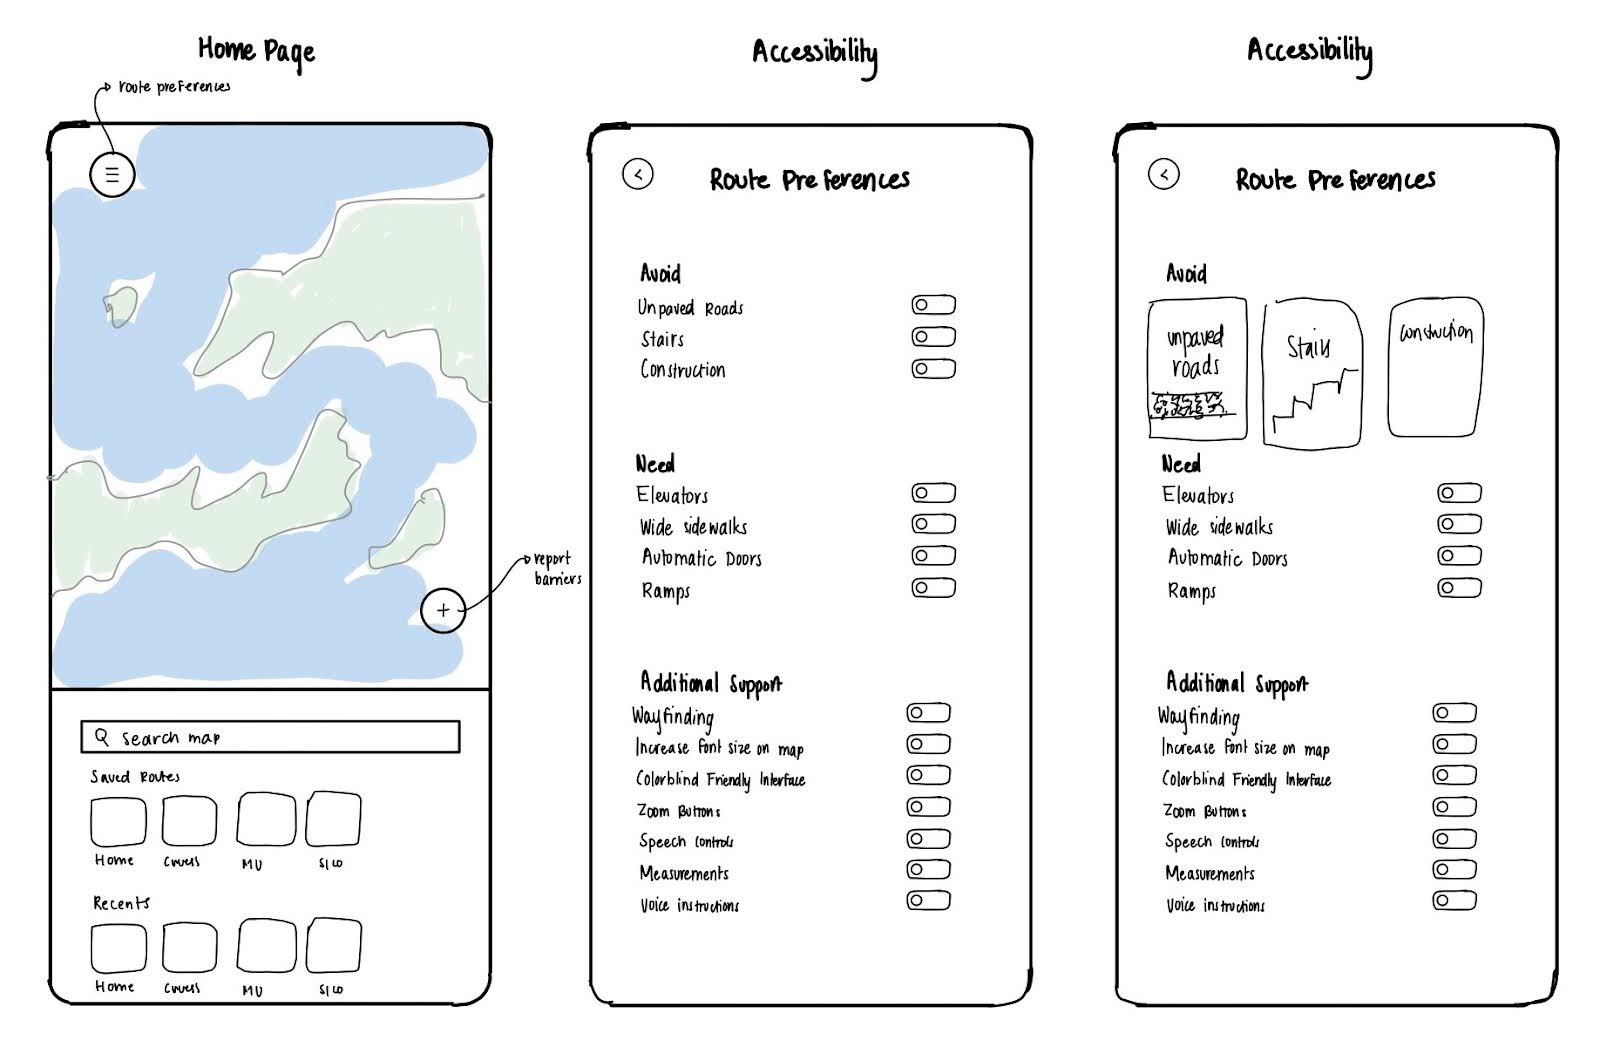 Home Page
route preferences
report
barriers
Search map
Saved Routes
Home
MU
Recents
Home
MU
Accessibility
Route Preferences
Avoid
Unpaved Roads
Stairs
Construction
Need
Elevators
Wide sidewalks
Automatic Doors
Ramps
Additional Support
Wayfinding
Increase font size on map
Colorblind Friendly Interface
Zoom Buttons
Speech Controls
Measurements
Voice instructions
Accessibility
Route Preferences
Avoid
unpaved
roads
Stairs
Construction
Need
Elevators
Wide sidewalks
Automatic Doors
Ramps
Additional Support
Wayfinding
Increase font size on map
Colorblind Friendly Interface
Zoom Buttons
Speech Controls
Measurements
Voice instructions